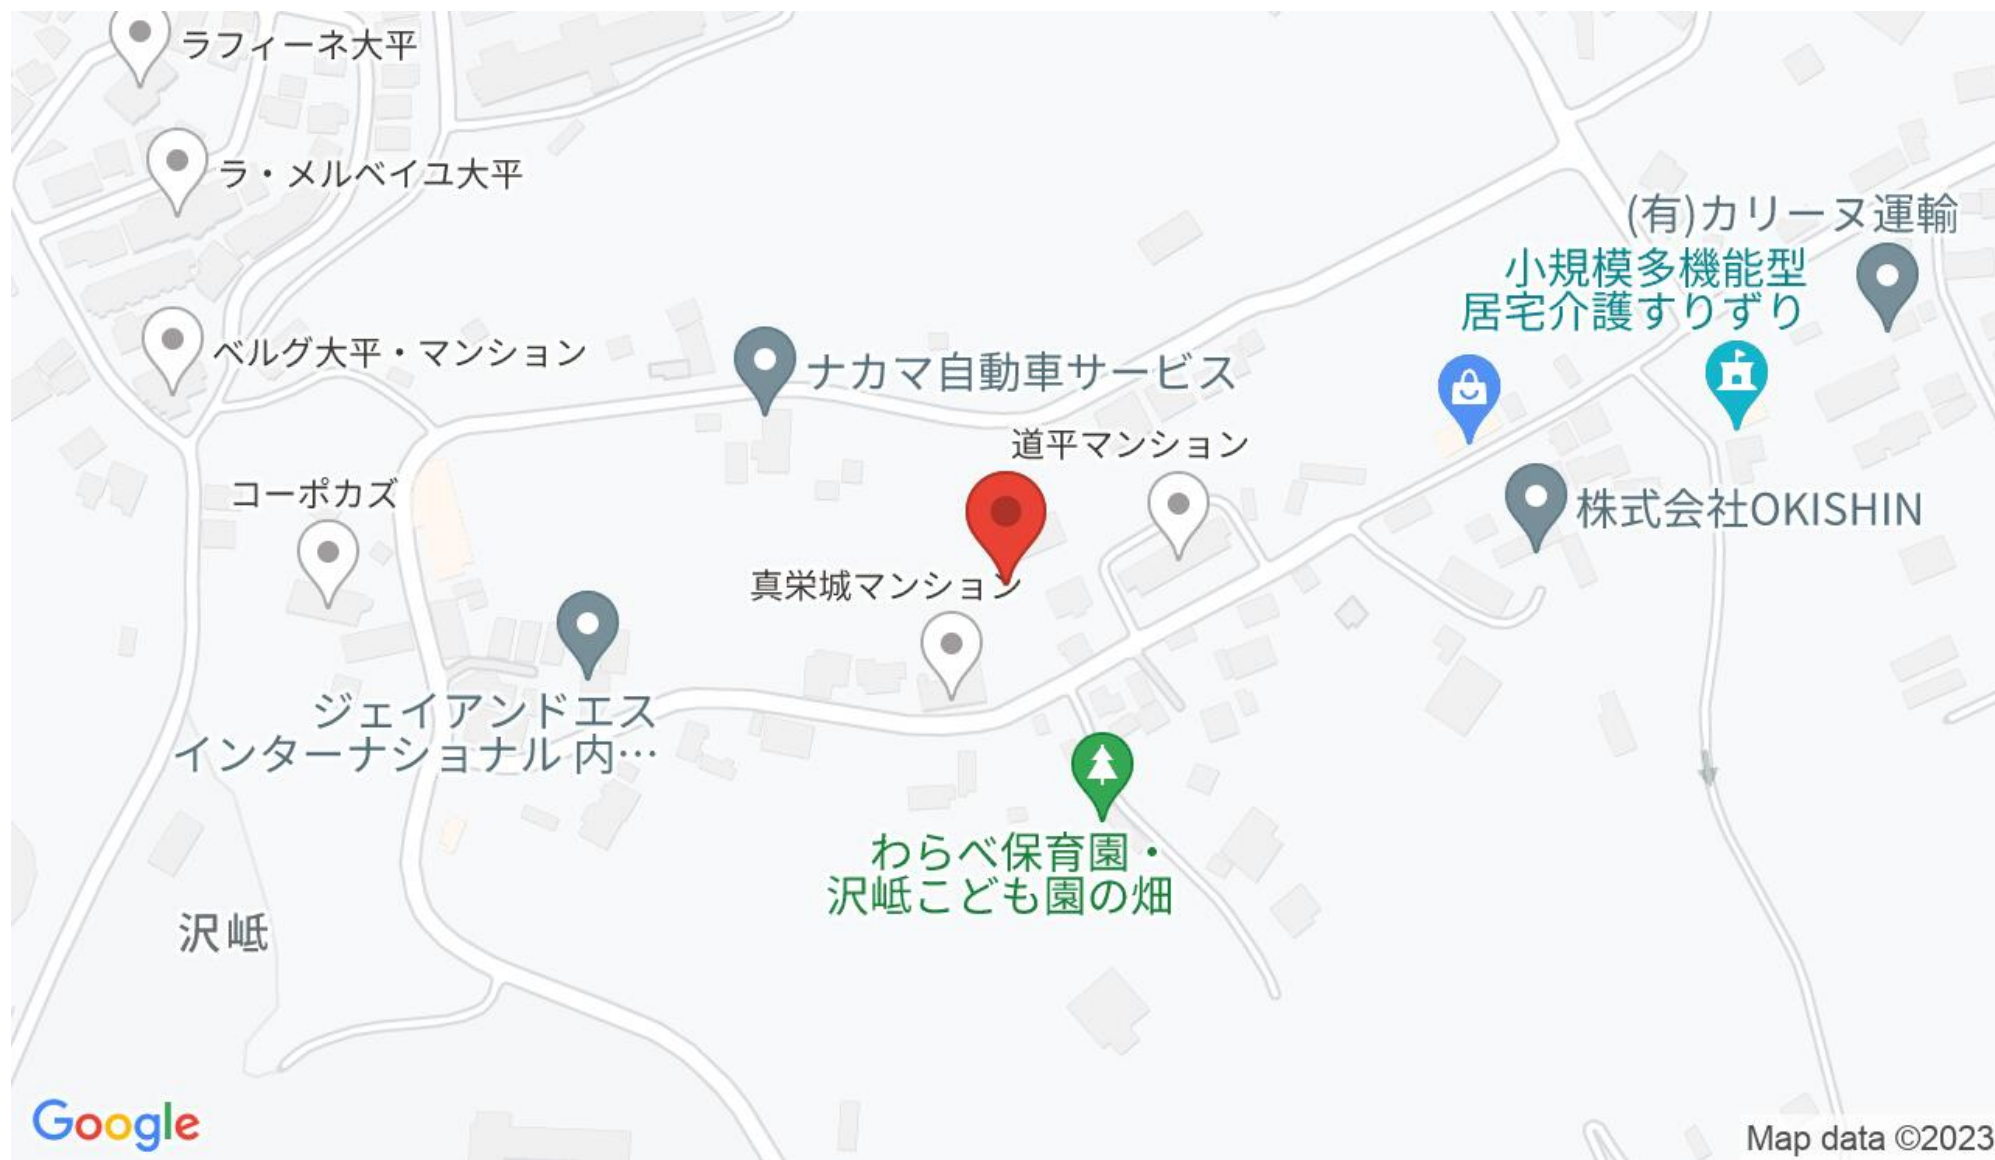 ラフィーネ大平
ラ・メルベイユ大平
(有)カリーヌ運輸
小規模多機能型
居宅介護すりずり
ベルグ大平・マンション
ナカマ自動車サービス
道平マンション
コーポカズ
株式会社OKISHIN
真栄城マンション
ジェイアンドエス
インターナショナル 内…
わらべ保育園・
沢岻こども園の畑
沢岻
Google
Map data ©2023